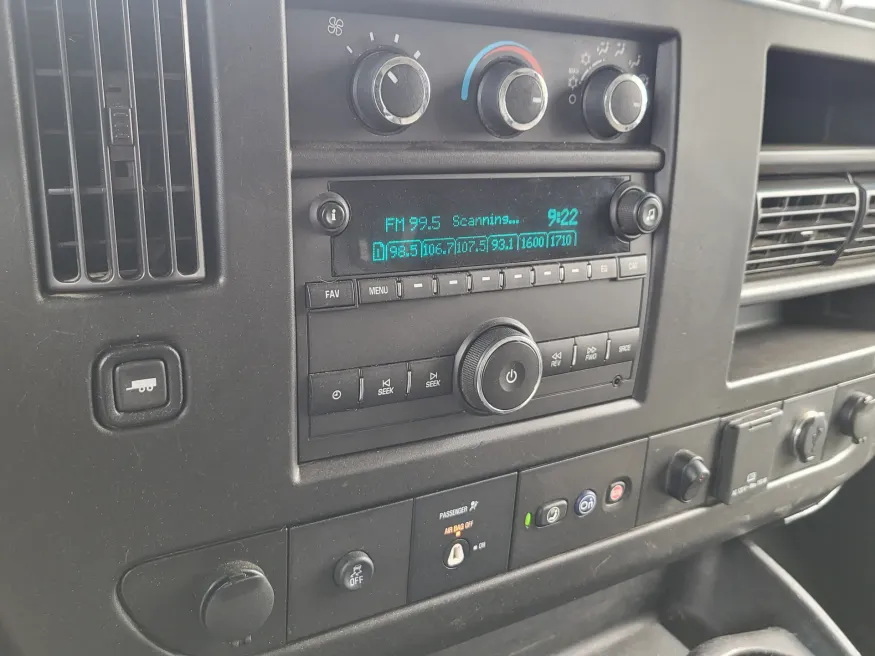 FM 99.5 Scanning... 9:22
1 98.5 106.7 107.5 93.1 1600 1710
FAV MENU
SEEK SEEK REV FWD
PASSENGER
AIR BAG OFF
ON
OFF
On